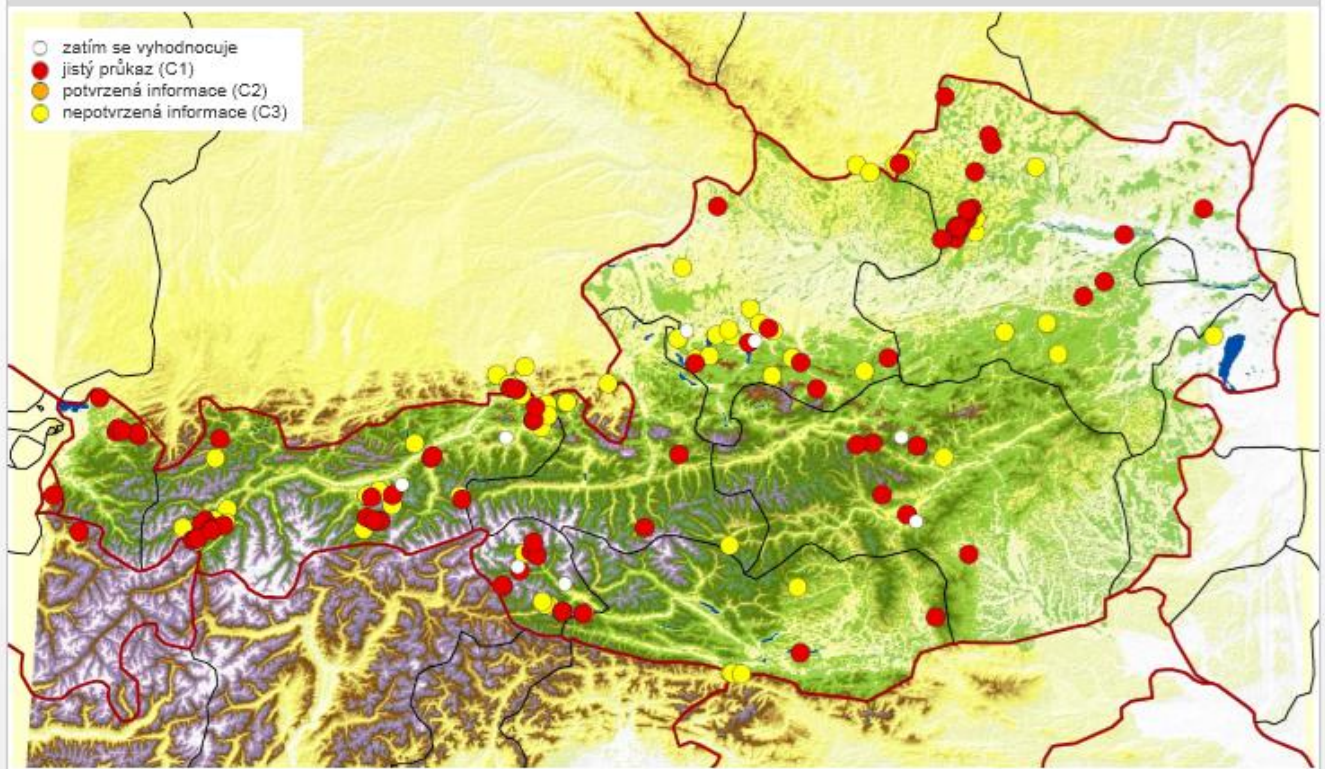 zatím se vyhodnocuje
jistý průkaz (C1)
potvrzená informace (C2)
nepotvrzená informace (C3)